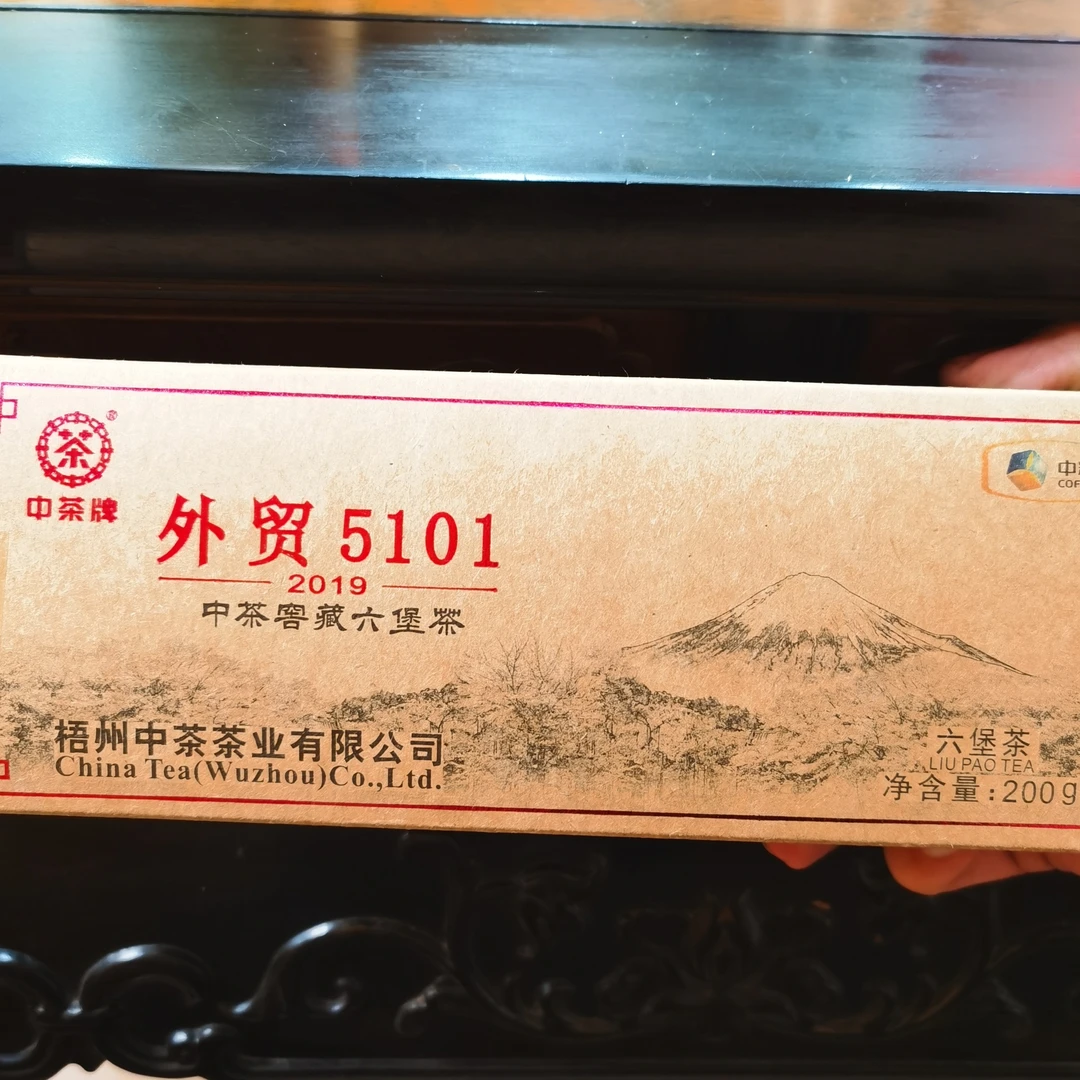 茶
中茶牌
外贸5101
2019
中茶窖藏六堡茶
梧州中茶茶业有限公司
China Tea(Wuzhou)Co.,Ltd.
六堡茶
LIU PAO TEA
净含量:200g
中
COF